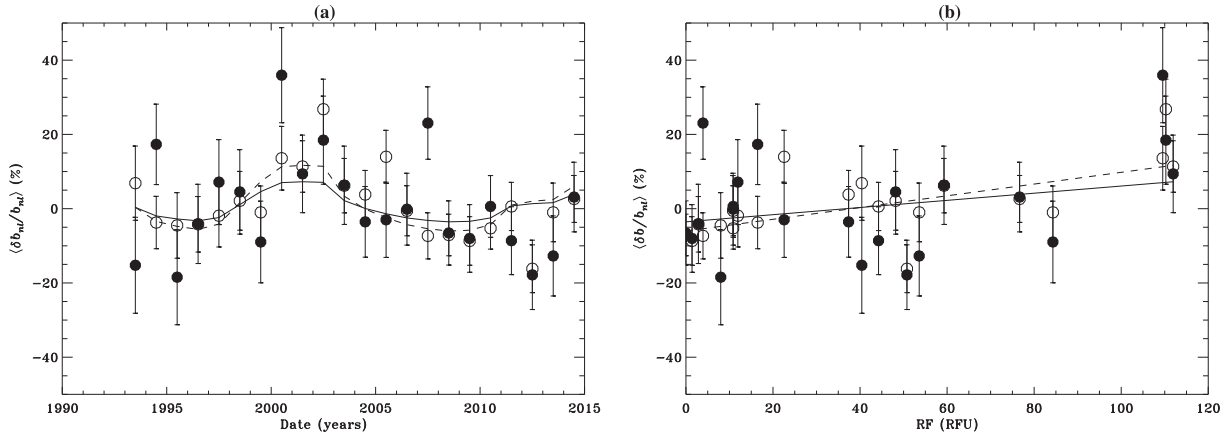 (a)
40
20
0
−20
−40
⟨δb_nl/b_nl⟩ (%)
1990 1995 2000 2005 2010 2015
Date (years)
(b)
40
20
0
−20
−40
⟨δb/b_nl⟩ (%)
0 20 40 60 80 100 120
RF (RFU)